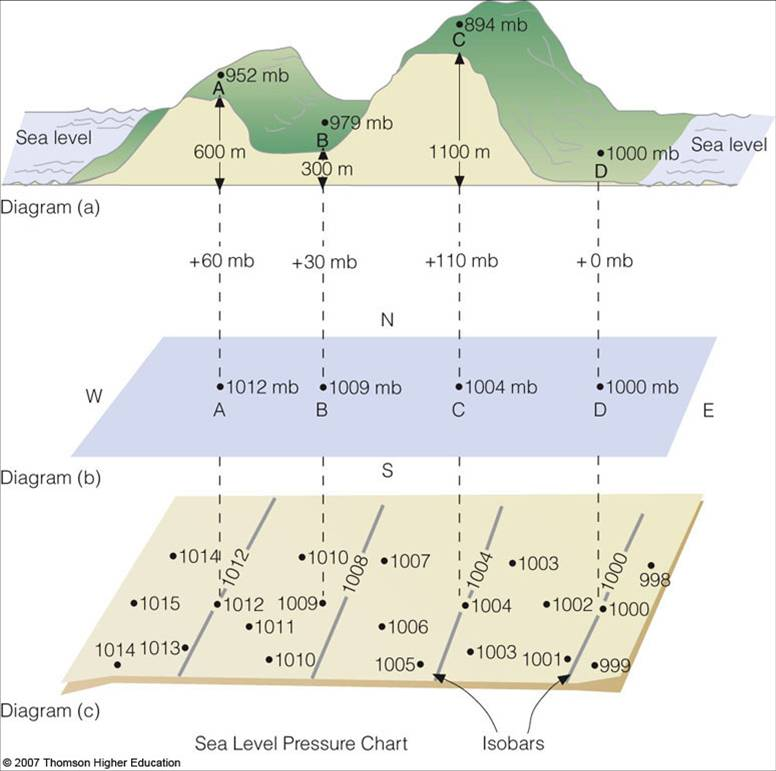 894 mb
C
952 mb
A
979 mb
B
Sea level
Sea level
600 m
300 m
1100 m
1000 mb
D
Diagram (a)
+60 mb
+30 mb
+110 mb
+0 mb
N
W
1012 mb
1009 mb
1004 mb
1000 mb
A
B
C
D
E
S
Diagram (b)
1014
1012
1010
1008
1007
1004
1003
1000
998
1015
1012
1009
1004
1002
1000
1011
1006
1014
1013
1010
1005
1003
1001
999
Diagram (c)
Sea Level Pressure Chart
Isobars
© 2007 Thomson Higher Education